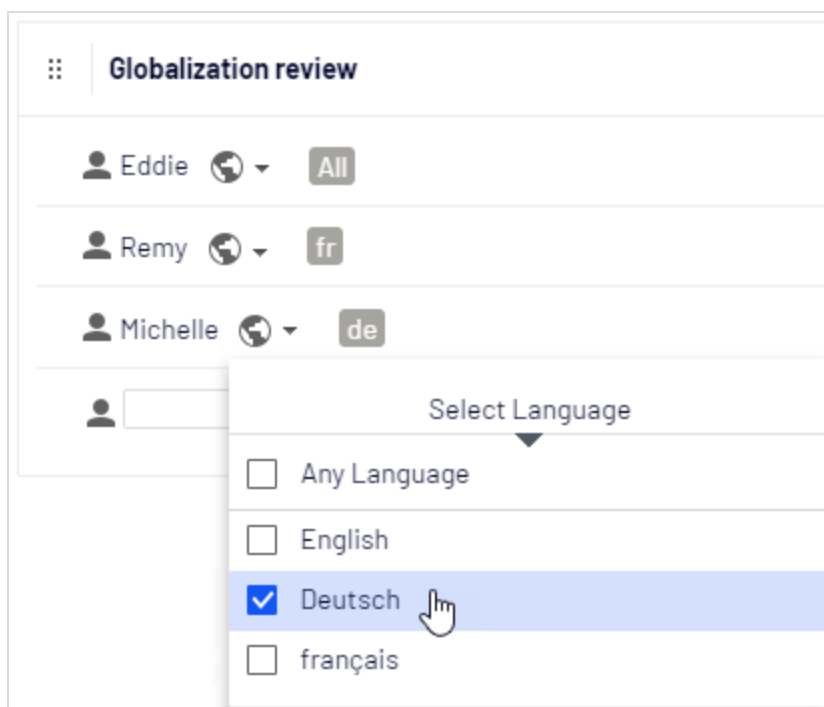 Globalization review
Eddie All
Remy fr
Michelle de
Select Language
Any Language
English
Deutsch
français